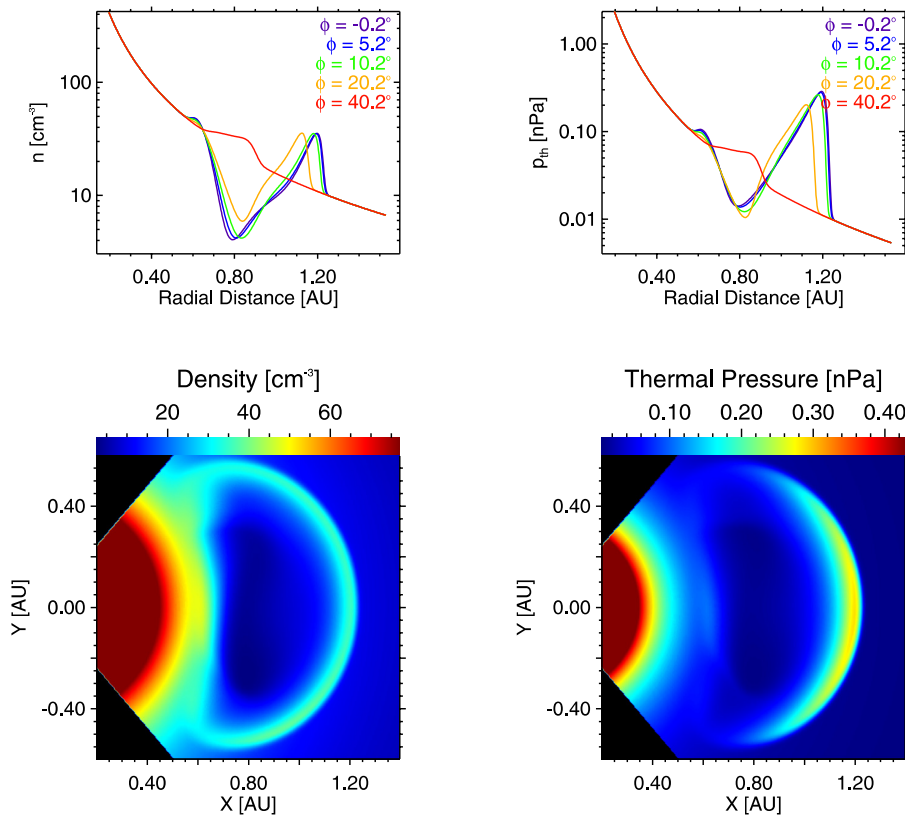 φ = -0.2°
φ = 5.2°
φ = 10.2°
φ = 20.2°
φ = 40.2°
100
10
n [cm⁻³]
0.40 0.80 1.20
Radial Distance [AU]
φ = -0.2°
φ = 5.2°
φ = 10.2°
φ = 20.2°
φ = 40.2°
1.00
0.10
0.01
pth [nPa]
0.40 0.80 1.20
Radial Distance [AU]
Density [cm⁻³]
20 40 60
0.40
0.00
-0.40
Y [AU]
0.40 0.80 1.20
X [AU]
Thermal Pressure [nPa]
0.10 0.20 0.30 0.40
0.40
0.00
-0.40
Y [AU]
0.40 0.80 1.20
X [AU]